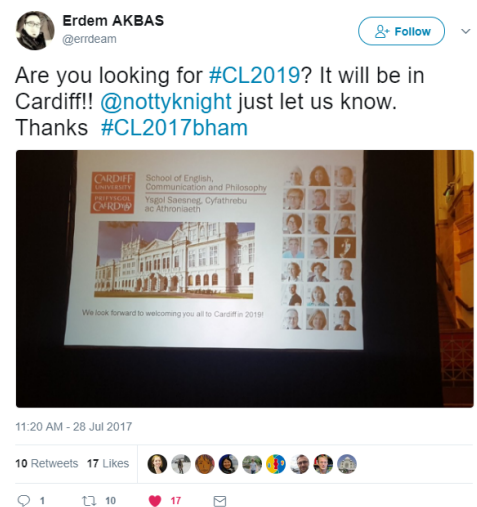 Erdem AKBAS
@errdeam
Follow
Are you looking for #CL2019? It will be in
Cardiff!! @nottyknight just let us know.
Thanks #CL2017bham
CARDIFF
UNIVERSITY
PRIFYSGOL
CAERDYDD
School of English,
Communication and Philosophy
Ysgol Saesneg, Cyfathrebu
ac Athroniaeth
We look forward to welcoming you all to Cardiff in 2019!
11:20 AM - 28 Jul 2017
10 Retweets 17 Likes
1 10 17